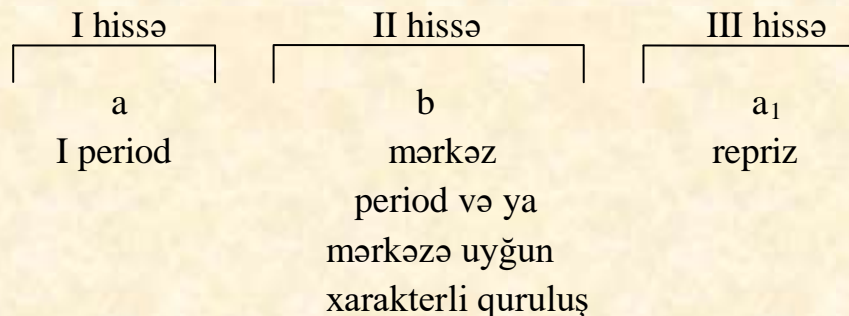 I hissə II hissə III hissə
a b a₁
I period mərkəz repriz
period və ya
mərkəzə uyğun
xarakterli quruluş